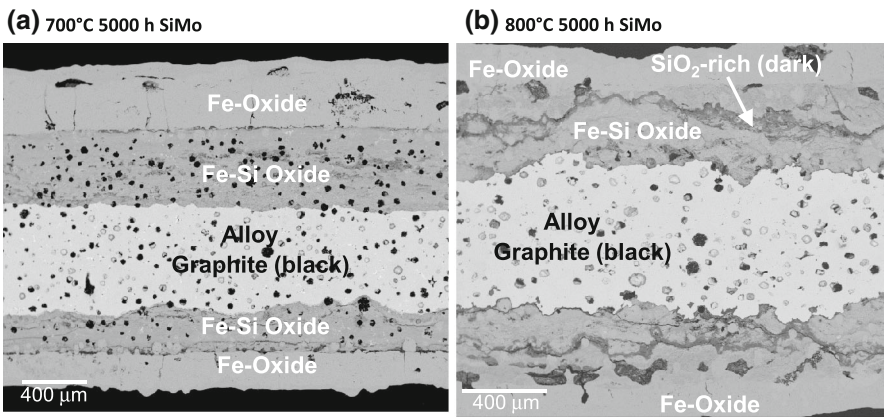 (a) 700°C 5000 h SiMo
Fe-Oxide
Fe-Si Oxide
Alloy
Graphite (black)
Fe-Si Oxide
Fe-Oxide
400 µm
(b) 800°C 5000 h SiMo
Fe-Oxide
SiO₂-rich (dark)
Fe-Si Oxide
Alloy
Graphite (black)
400 µm
Fe-Oxide